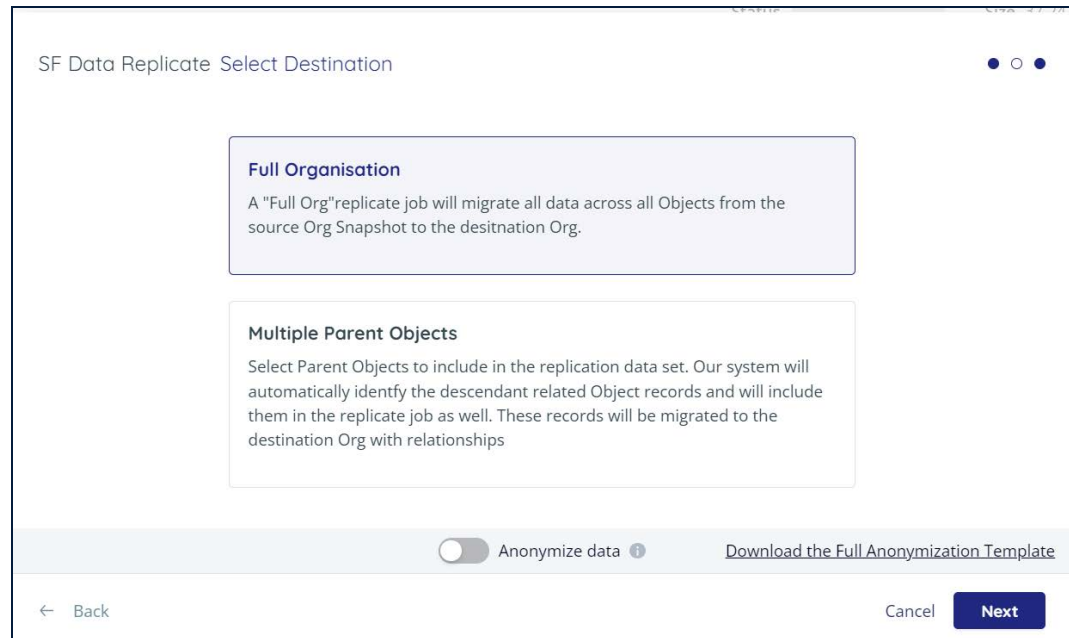 SF Data Replicate Select Destination
Full Organisation
A "Full Org"replicate job will migrate all data across all Objects from the
source Org Snapshot to the desitnation Org.
Multiple Parent Objects
Select Parent Objects to include in the replication data set. Our system will
automatically identfy the descendant related Object records and will include
them in the replicate job as well. These records will be migrated to the
destination Org with relationships
Anonymize data
Download the Full Anonymization Template
← Back
Cancel
Next